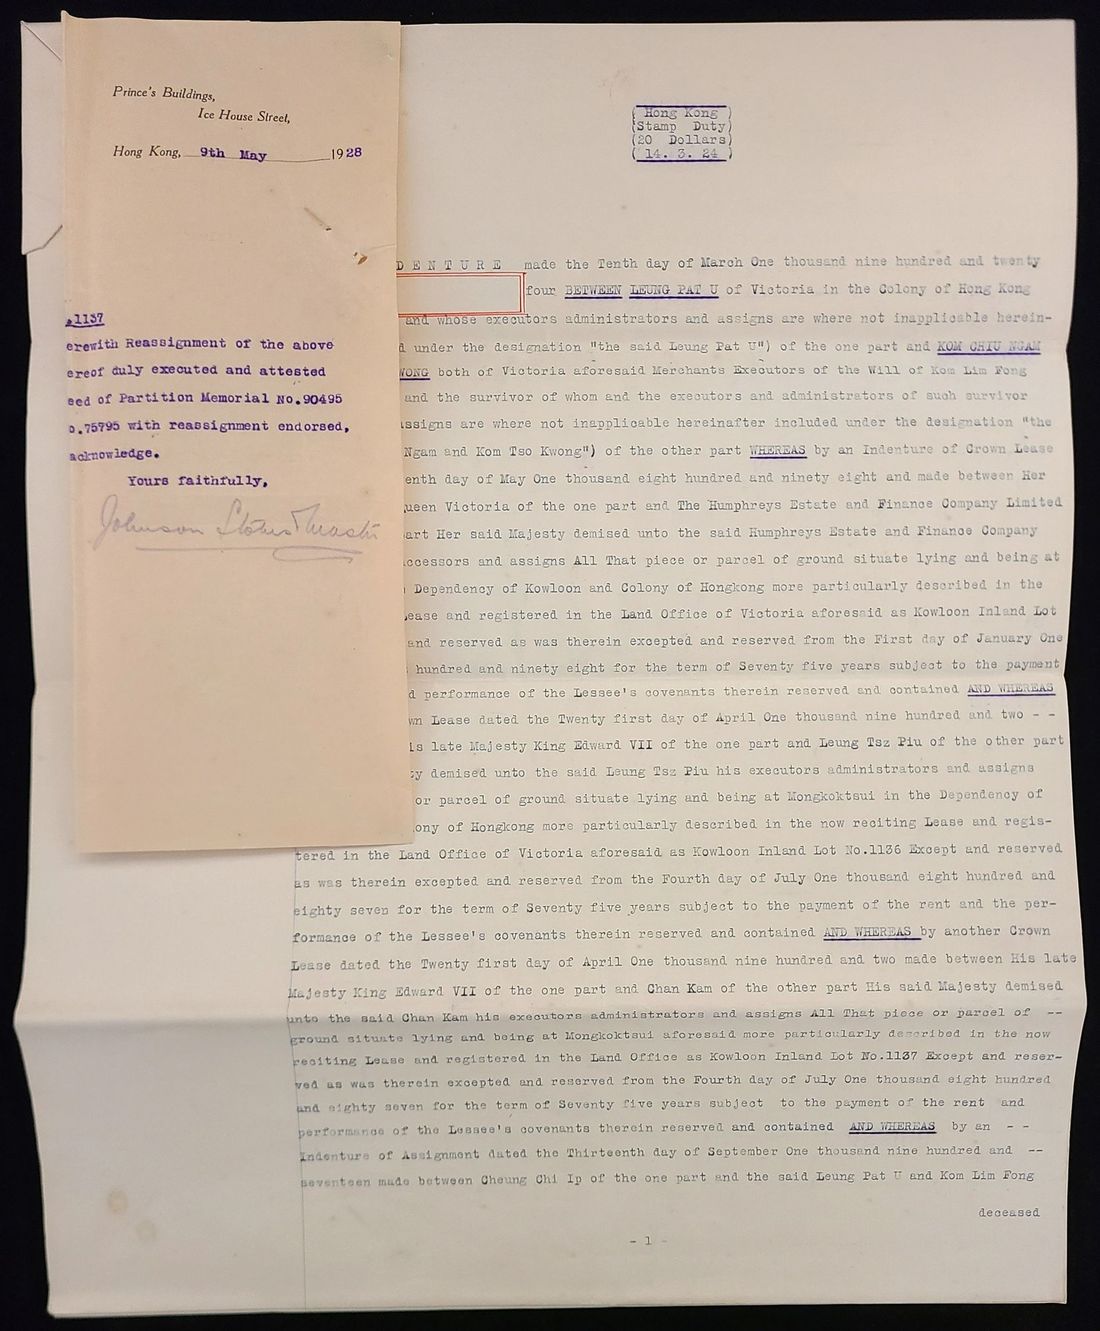 Prince's Buildings,
Ice House Street,
Hong Kong, 9th May 1928
.1137
erewith Reassignment of the above
ereof duly executed and attested
eed of Partition Memorial No.90495
o.75795 with reassignment endorsed,
acknowledge.
Yours faithfully,
Johnson Stokes & Master
( Hong Kong )
(Stamp Duty)
(20 Dollars)
( 14. 3. 24 )
D E N T U R E made the Tenth day of March One thousand nine hundred and twenty
four BETWEEN LEUNG PAT U of Victoria in the Colony of Hong Kong
and whose executors administrators and assigns are where not inapplicable herein-
d under the designation "the said Leung Pat U") of the one part and KOM CHIU NGAM
WONG both of Victoria aforesaid Merchants Executors of the Will of Kom Lim Fong
and the survivor of whom and the executors and administrators of such survivor
ssigns are where not inapplicable hereinafter included under the designation "the
Ngam and Kom Tso Kwong") of the other part WHEREAS by an Indenture of Crown Lease
enth day of May One thousand eight hundred and ninety eight and made between Her
ueen Victoria of the one part and The Humphreys Estate and Finance Company Limited
art Her said Majesty demised unto the said Humphreys Estate and Finance Company
ccessors and assigns All That piece or parcel of ground situate lying and being at
Dependency of Kowloon and Colony of Hongkong more particularly described in the
ease and registered in the Land Office of Victoria aforesaid as Kowloon Inland Lot
and reserved as was therein excepted and reserved from the First day of January One
hundred and ninety eight for the term of Seventy five years subject to the payment
d performance of the Lessee's covenants therein reserved and contained AND WHEREAS
wn Lease dated the Twenty first day of April One thousand nine hundred and two - -
is late Majesty King Edward VII of the one part and Leung Tsz Piu of the other part
y demised unto the said Leung Tsz Piu his executors administrators and assigns
or parcel of ground situate lying and being at Mongkoktsui in the Dependency of
ony of Hongkong more particularly described in the now reciting Lease and regis-
tered in the Land Office of Victoria aforesaid as Kowloon Inland Lot No.1136 Except and reserved
as was therein excepted and reserved from the Fourth day of July One thousand eight hundred and
eighty seven for the term of Seventy five years subject to the payment of the rent and the per-
formance of the Lessee's covenants therein reserved and contained AND WHEREAS by another Crown
Lease dated the Twenty first day of April One thousand nine hundred and two made between His late
Majesty King Edward VII of the one part and Chan Kam of the other part His said Majesty demised
unto the said Chan Kam his executors administrators and assigns All That piece or parcel of --
ground situate lying and being at Mongkoktsui aforesaid more particularly described in the now
reciting Lease and registered in the Land Office as Kowloon Inland Lot No.1137 Except and reser-
ved as was therein excepted and reserved from the Fourth day of July One thousand eight hundred
and eighty seven for the term of Seventy five years subject to the payment of the rent and
performance of the Lessee's covenants therein reserved and contained AND WHEREAS by an - -
Indenture of Assignment dated the Thirteenth day of September One thousand nine hundred and --
seventeen made between Cheung Chi Ip of the one part and the said Leung Pat U and Kom Lim Fong
deceased
- 1 -